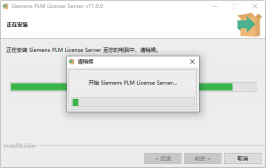 Siemens PLM License Server v11.0.0
正在安装
正在安装 Siemens PLM License Server 至您的电脑中，请稍候。
请稍候
开始 Siemens PLM License Server...
InstallBuilder
< 后退
前进 >
取消